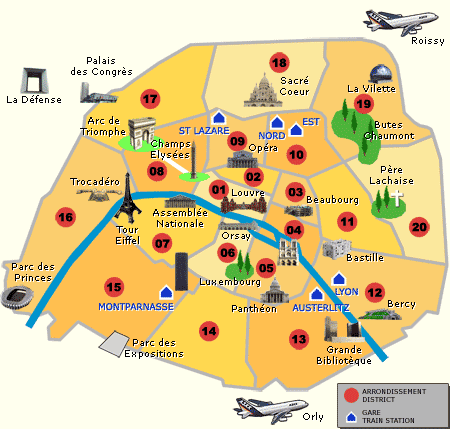 Roissy
18
Palais
des Congrès
Sacré
Coeur
La Villette
La Défense
17
19
Arc de
Triomphe
ST LAZARE
NORD
EST
Butes
Chaumont
Champs
Elysées
09
Opéra
10
08
02
Père
Lachaise
Trocadéro
01
Louvre
03
Beaubourg
16
Assemblée
Nationale
Orsay
04
11
20
Tour
Eiffel
07
06
Bastille
Parc des
Princes
15
Luxembourg
05
LYON
12
MONTPARNASSE
Panthéon
AUSTERLITZ
Bercy
14
13
Parc des
Expositions
Grande
Bibliotèque
Orly
ARRONDISSEMENT
DISTRICT
GARE
TRAIN STATION